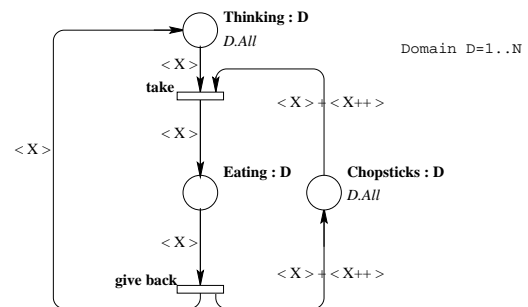 Thinking : D
D.All
Domain D=1..N
< X >
take
< X > + < X++ >
< X >
< X >
Eating : D
Chopsticks : D
D.All
< X >
give back
< X > + < X++ >